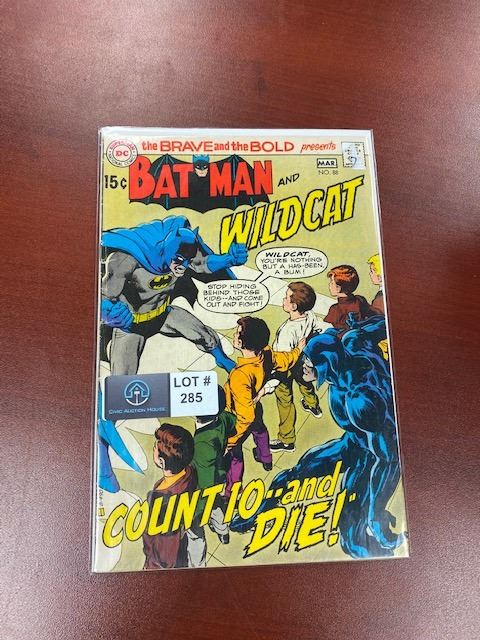 the BRAVE and the BOLD presents
DC
15¢
BATMAN AND
MAR.
NO. 88
WILDCAT
WILDCAT,
YOU'RE NOTHING
BUT A HAS-BEEN,
A BUM!
STOP HIDING
BEHIND THOSE
KIDS--AND COME
OUT AND FIGHT!
LOT #
285
CIVIC AUCTION HOUSE
COUNT 10--and
DIE!"